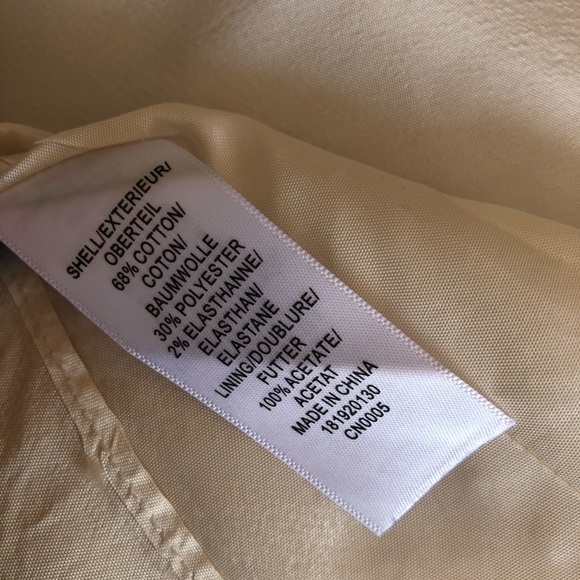 SHELL/EXTERIEUR/
OBERTEIL
68% COTTON/
COTON/
BAUMWOLLE
30% POLYESTER
2% ELASTHANNE/
ELASTHAN/
ELASTANE
LINING/DOUBLURE/
FUTTER
100% ACETATE/
ACETAT
MADE IN CHINA
181920130
CN0005